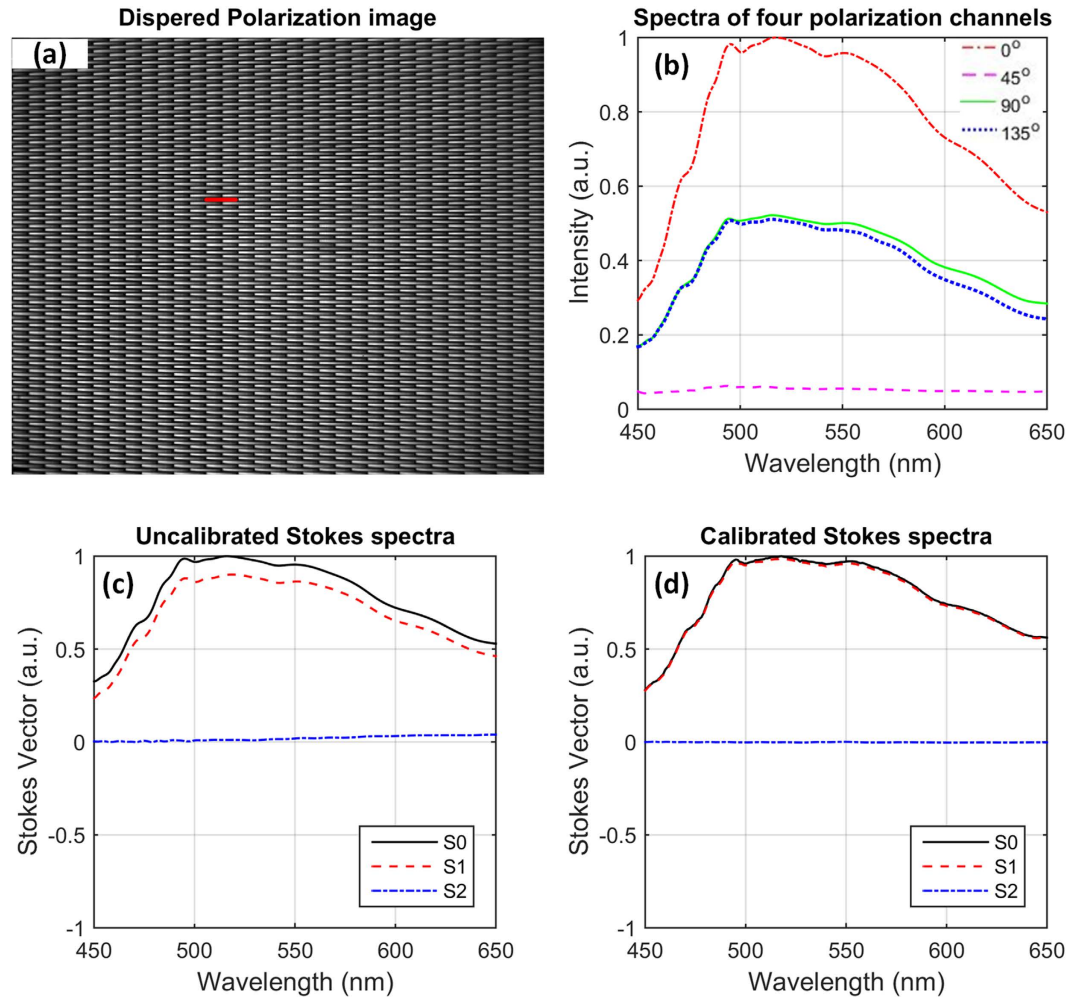 Dispered Polarization image
(a)
Spectra of four polarization channels
(b)
0°
45°
90°
135°
1
0.8
0.6
0.4
0.2
0
Intensity (a.u.)
450
500
550
600
650
Wavelength (nm)
Uncalibrated Stokes spectra
(c)
1
0.5
0
-0.5
-1
Stokes Vector (a.u.)
S0
S1
S2
450
500
550
600
650
Wavelength (nm)
Calibrated Stokes spectra
(d)
1
0.5
0
-0.5
-1
Stokes Vector (a.u.)
S0
S1
S2
450
500
550
600
650
Wavelength (nm)